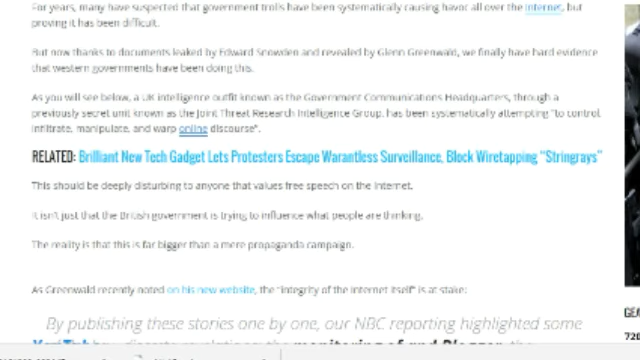 For years, many have suspected that government trolls have been systematically causing havoc all over the internet, but
proving it has been difficult.
But now thanks to documents leaked by Edward Snowden and revealed by Glenn Greenwald, we finally have hard evidence
that western governments have been doing this.
As you will see below, a UK intelligence outfit known as the Government Communications Headquarters, through a
previously secret unit known as the Joint Threat Research Intelligence Group, has been systematically attempting "to control,
infiltrate, manipulate, and warp online discourse".
RELATED: Brilliant New Tech Gadget Lets Protesters Escape Warantless Surveillance, Block Wiretapping "Stringrays"
This should be deeply disturbing to anyone that values free speech on the Internet.
It isn't just that the British government is trying to influence what people are thinking.
The reality is that this is far bigger than a mere propaganda campaign.
As Greenwald recently noted on his new website, the "integrity of the Internet itself" is at stake:
By publishing these stories one by one, our NBC reporting highlighted some